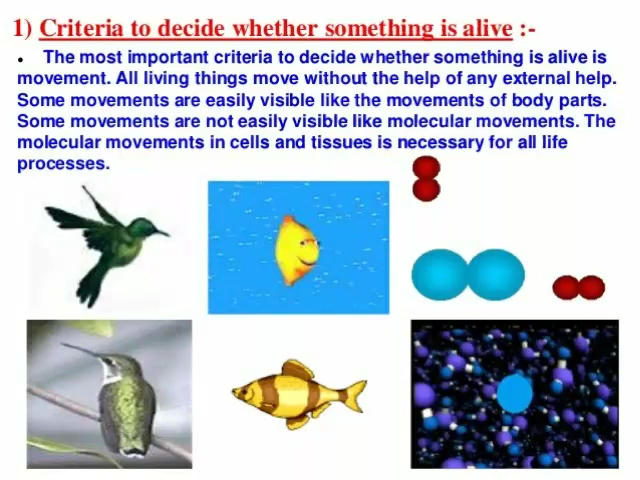 1) Criteria to decide whether something is alive :-
• The most important criteria to decide whether something is alive is
movement. All living things move without the help of any external help.
Some movements are easily visible like the movements of body parts.
Some movements are not easily visible like molecular movements. The
molecular movements in cells and tissues is necessary for all life
processes.